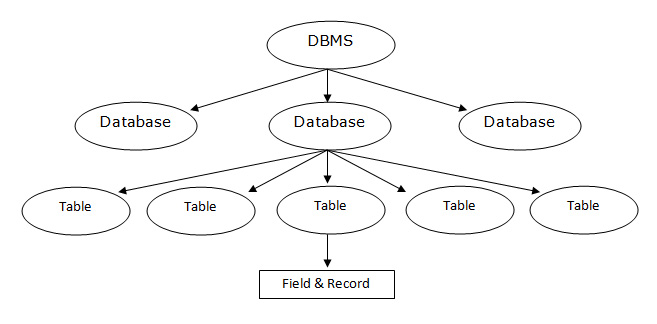 DBMS
Database
Database
Database
Table
Table
Table
Table
Table
Field & Record